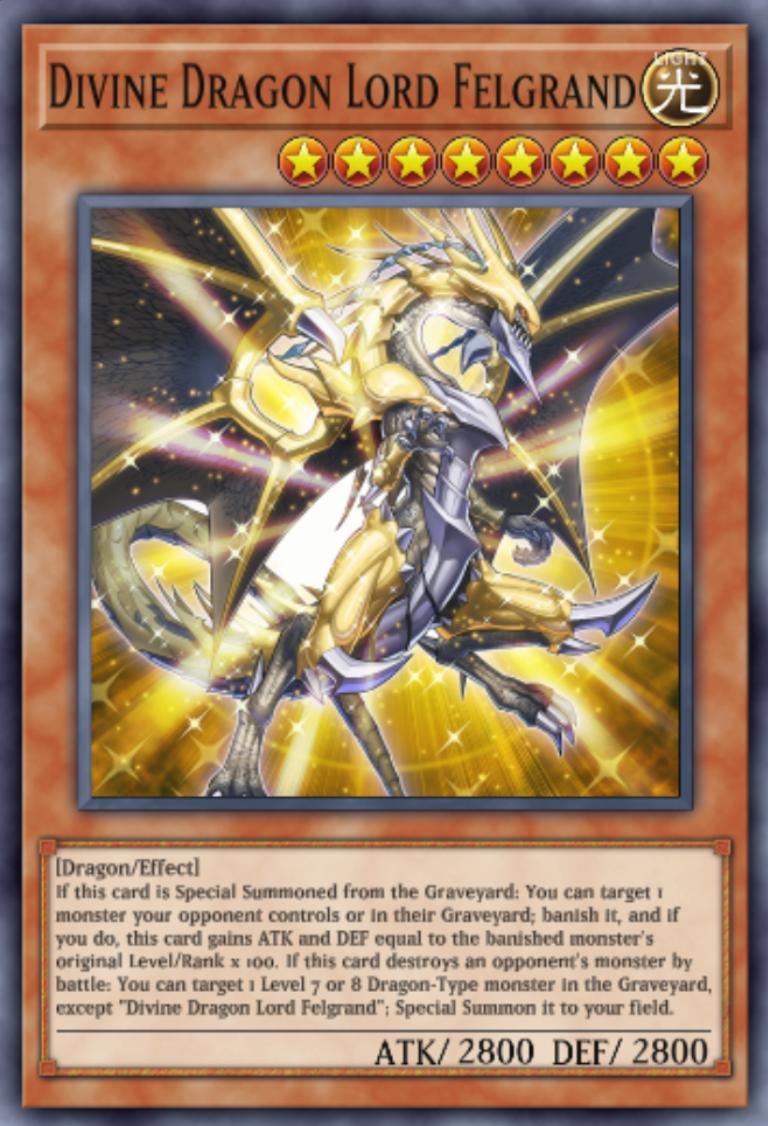 DIVINE DRAGON LORD FELGRAND
LIGHT
光
[Dragon/Effect]
If this card is Special Summoned from the Graveyard: You can target 1
monster your opponent controls or in their Graveyard; banish it, and if
you do, this card gains ATK and DEF equal to the banished monster's
original Level/Rank x 100. If this card destroys an opponent's monster by
battle: You can target 1 Level 7 or 8 Dragon-Type monster in the Graveyard,
except "Divine Dragon Lord Felgrand"; Special Summon it to your field.
ATK/ 2800 DEF/ 2800